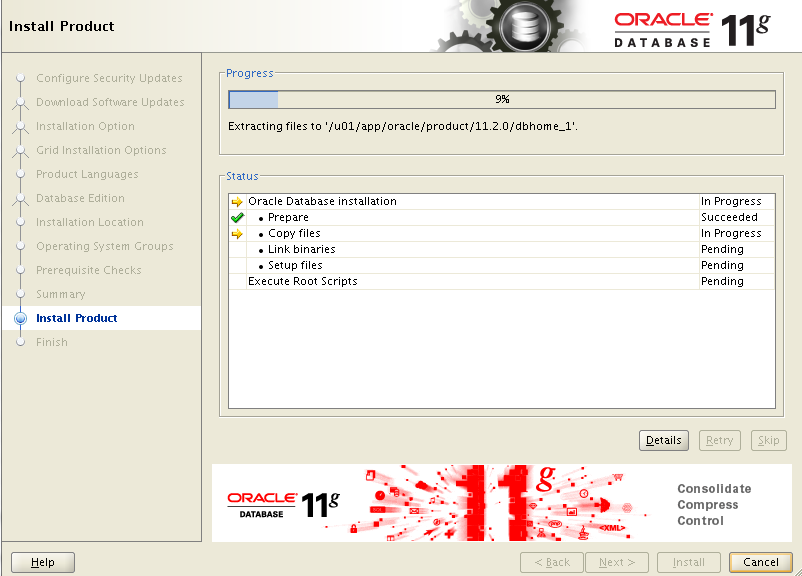 Install Product
ORACLE
DATABASE
11g
Configure Security Updates
Download Software Updates
Installation Option
Grid Installation Options
Product Languages
Database Edition
Installation Location
Operating System Groups
Prerequisite Checks
Summary
Install Product
Finish
Progress
9%
Extracting files to '/u01/app/oracle/product/11.2.0/dbhome_1'.
Status
Oracle Database installation In Progress
• Prepare Succeeded
• Copy files In Progress
• Link binaries Pending
• Setup files Pending
Execute Root Scripts Pending
Details Retry Skip
ORACLE
DATABASE
11g
11g
<XML>
Consolidate
Compress
Control
Help < Back Next > Install Cancel